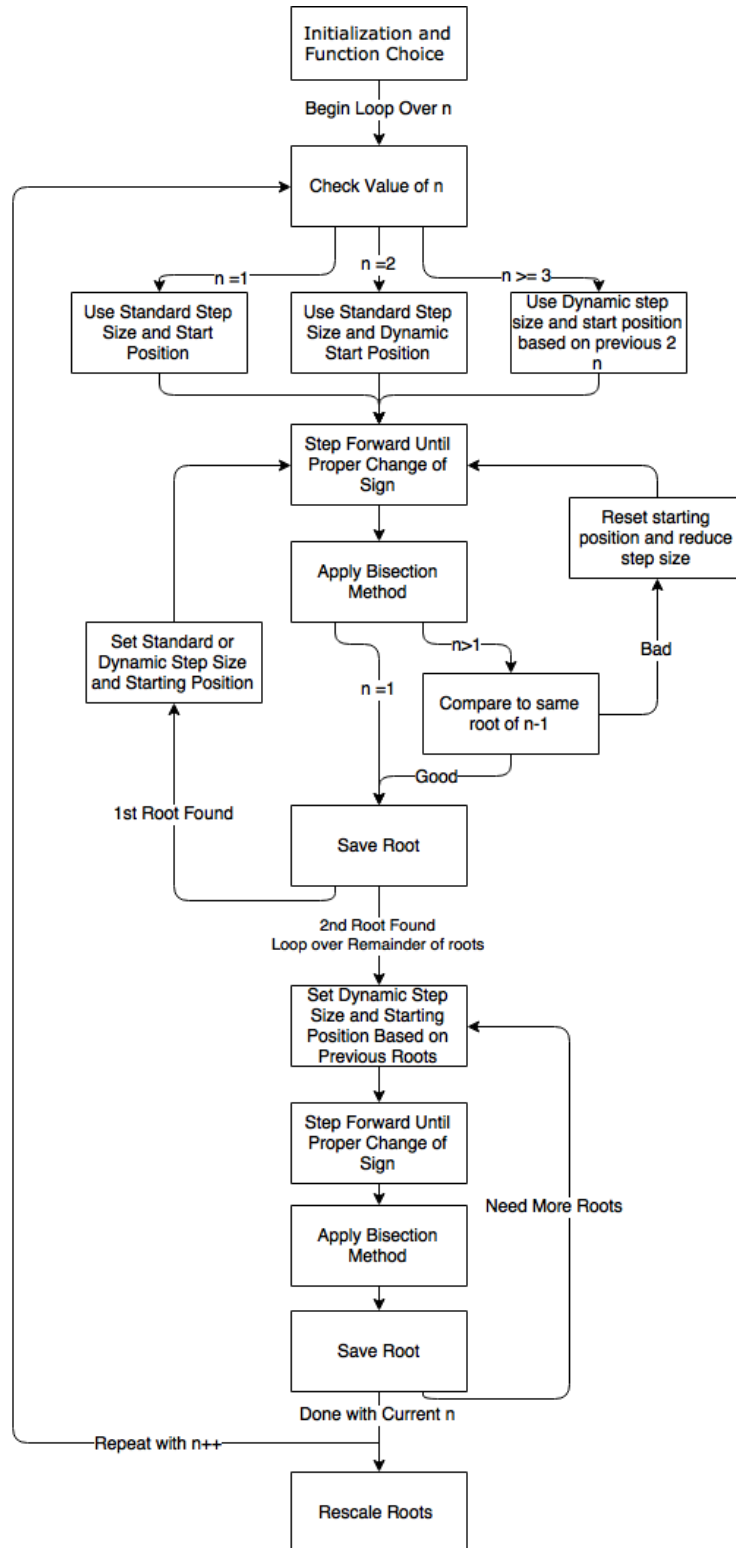 Initialization and
Function Choice
Begin Loop Over n
Check Value of n
n =1
n =2
n >= 3
Use Standard Step
Size and Start
Position
Use Standard Step
Size and Dynamic
Start Position
Use Dynamic step
size and start position
based on previous 2
n
Step Forward Until
Proper Change of
Sign
Reset starting
position and reduce
step size
Apply Bisection
Method
Set Standard or
Dynamic Step Size
and Starting Position
n>1
Bad
n =1
Compare to same
root of n-1
Good
1st Root Found
Save Root
2nd Root Found
Loop over Remainder of roots
Set Dynamic Step
Size and Starting
Position Based on
Previous Roots
Step Forward Until
Proper Change of
Sign
Need More Roots
Apply Bisection
Method
Save Root
Done with Current n
Repeat with n++
Rescale Roots